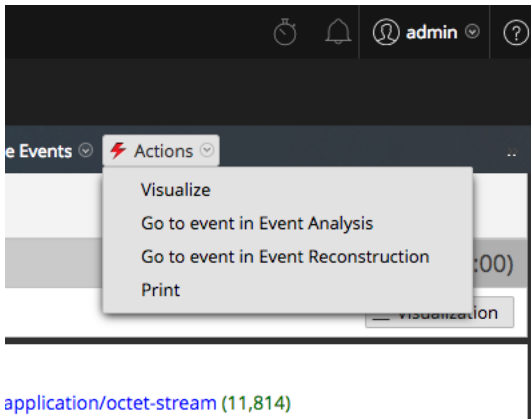 admin
?
e Events
Actions
Visualize
Go to event in Event Analysis
Go to event in Event Reconstruction
:00)
Print
Visualization
application/octet-stream (11,814)